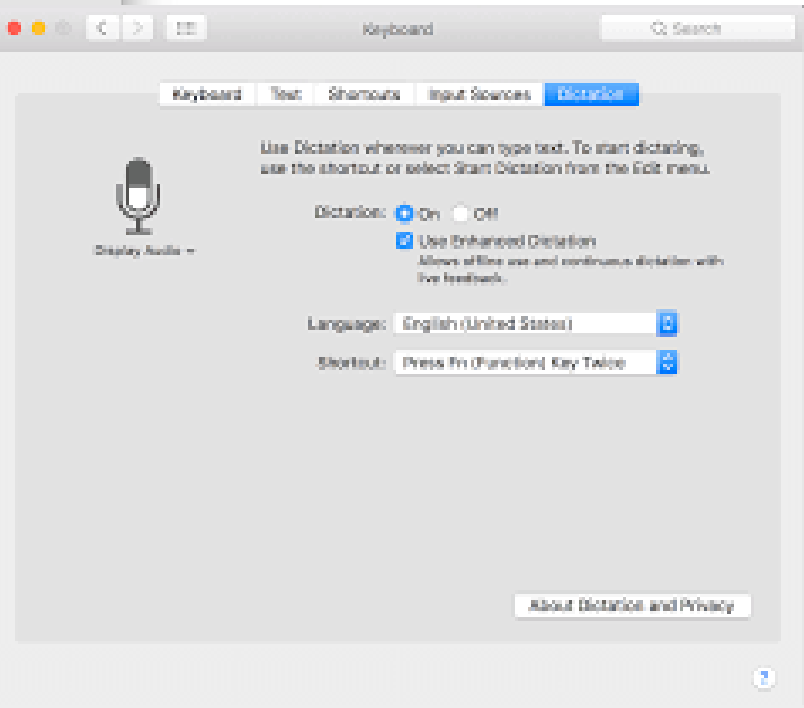 Keyboard
Search
Keyboard Text Shortcuts Input Sources Dictation
Use Dictation wherever you can type text. To start dictating,
use the shortcut or select Start Dictation from the Edit menu.
Display Audio
Dictation: On Off
Use Enhanced Dictation
Allows offline use and continuous dictation with
live feedback.
Language: English (United States)
Shortcut: Press Fn (Function) Key Twice
About Dictation and Privacy
?